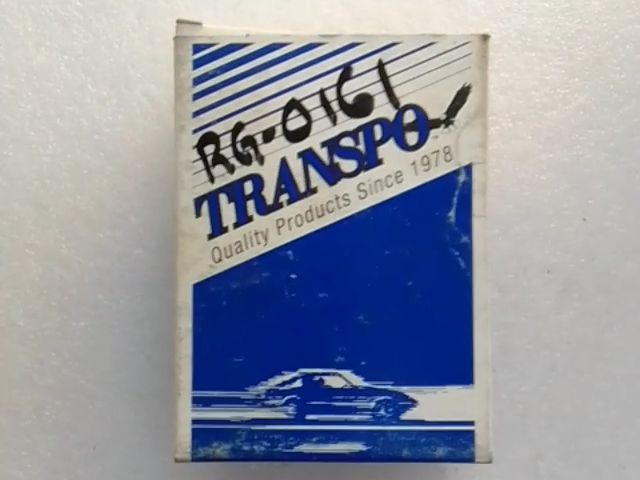 RG-0161
TRANSPO
Quality Products Since 1978